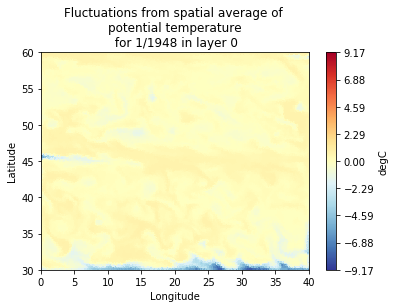 Fluctuations from spatial average of
potential temperature
for 1/1948 in layer 0
60
55
50
45
40
35
30
Latitude
0 5 10 15 20 25 30 35 40
Longitude
9.17
6.88
4.59
2.29
0.00
−2.29
−4.59
−6.88
−9.17
degC